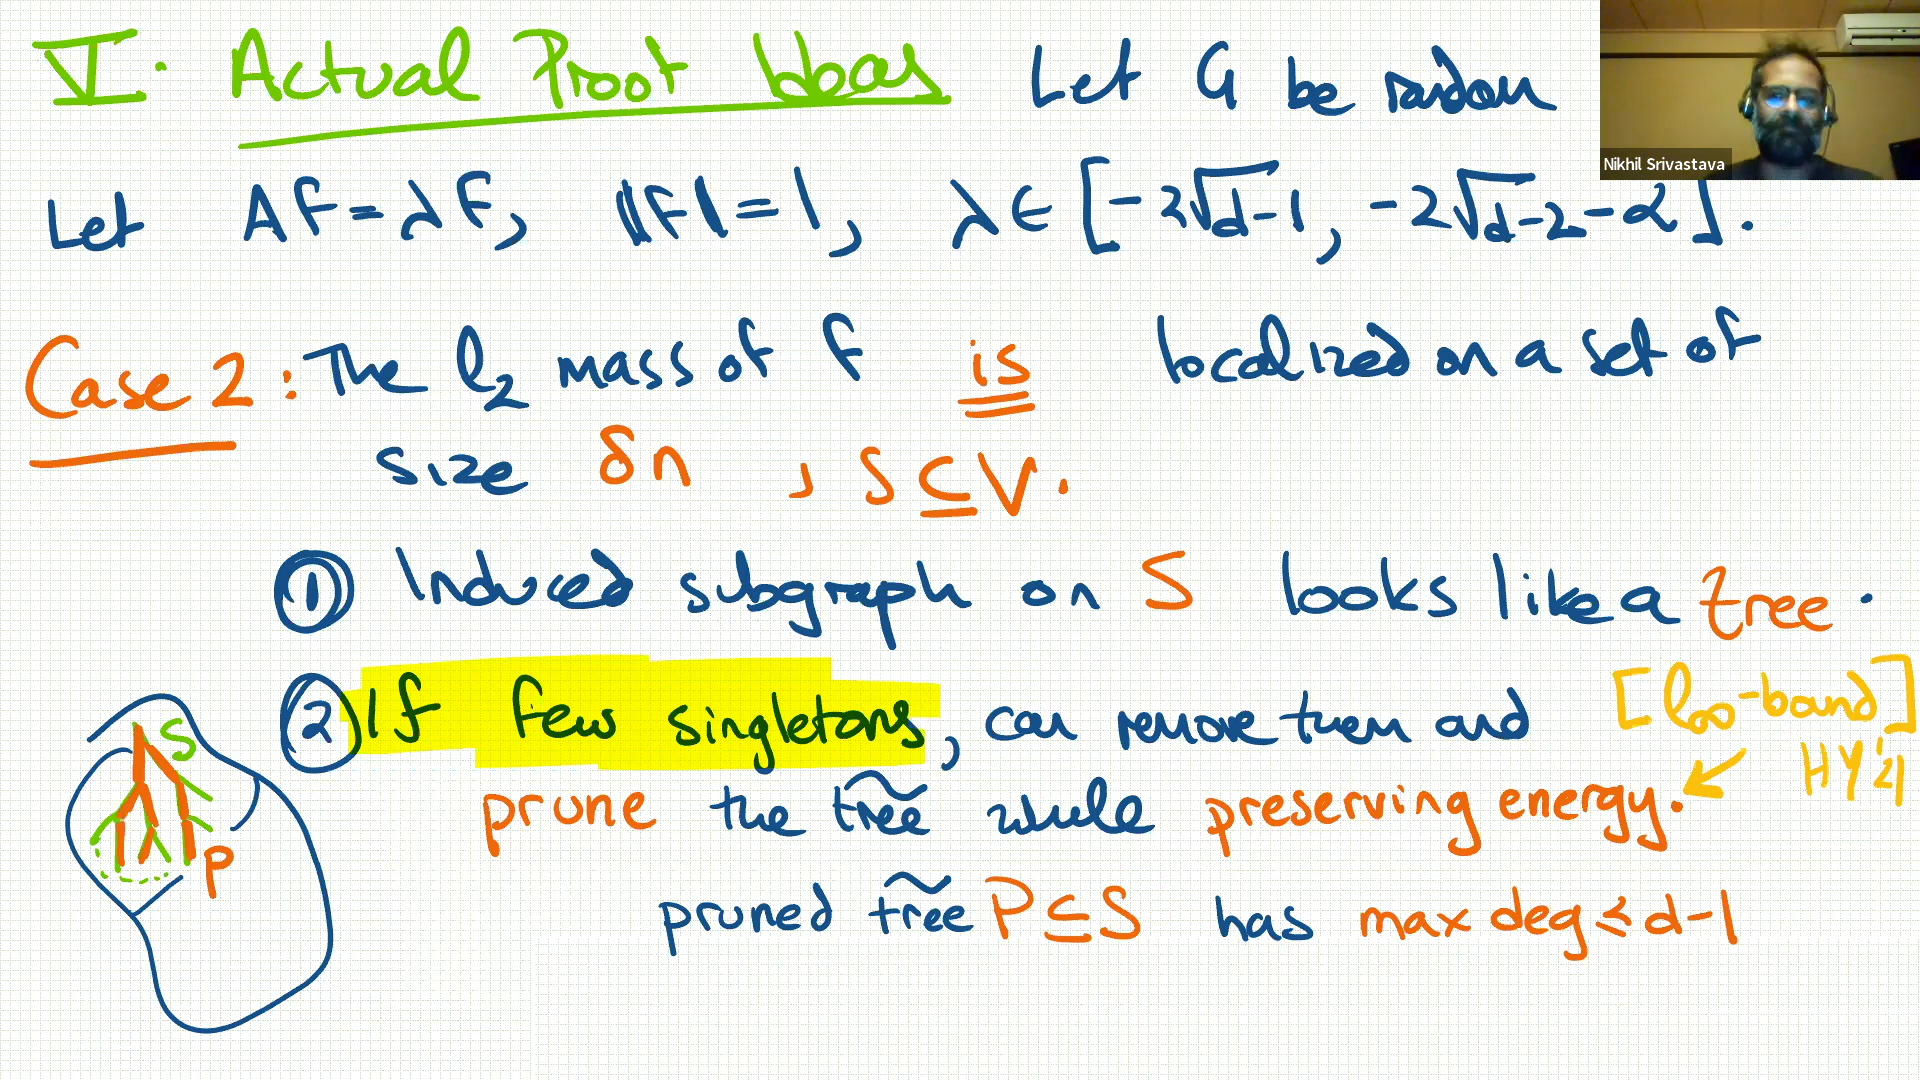 V. Actual Proof Ideas Let G be random
Nikhil Srivastava
Let Af = λf, ||f|| = 1, λ ∈ [-2√d-1, -2√d-2 - α].
Case 2: The l₂ mass of f is localized on a set of
size δn, S ⊆ V.
① Induced subgraph on S looks like a tree.
② If few singletons, can remove them and [l∞-bound]
HY'21
prune the tree while preserving energy.
pruned tree P ⊆ S has max deg ≤ d-1
S
P